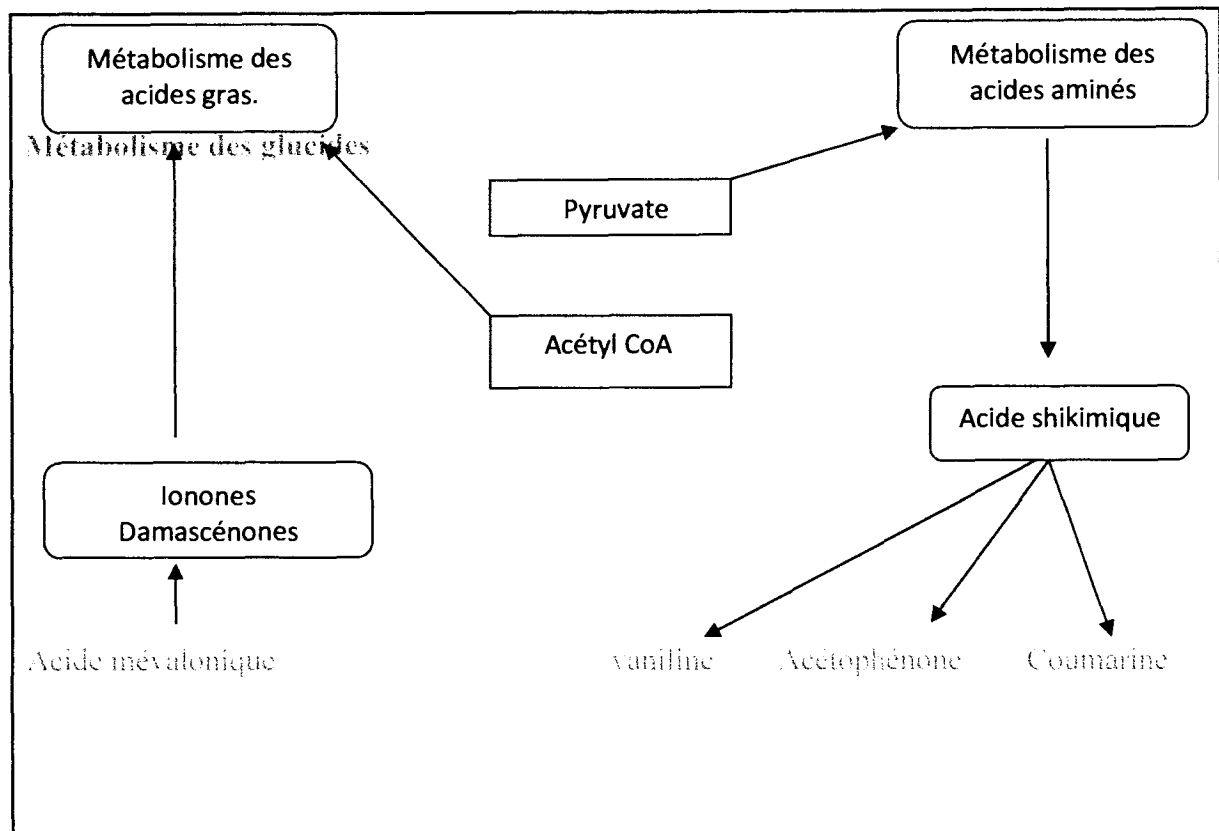 Métabolisme des
acides gras.
Métabolisme des glucides
Métabolisme des
acides aminés
Pyruvate
Acétyl CoA
Acide shikimique
Ionones
Damascénones
Acide mévalonique
vaniline
Acétophénone
Coumarine